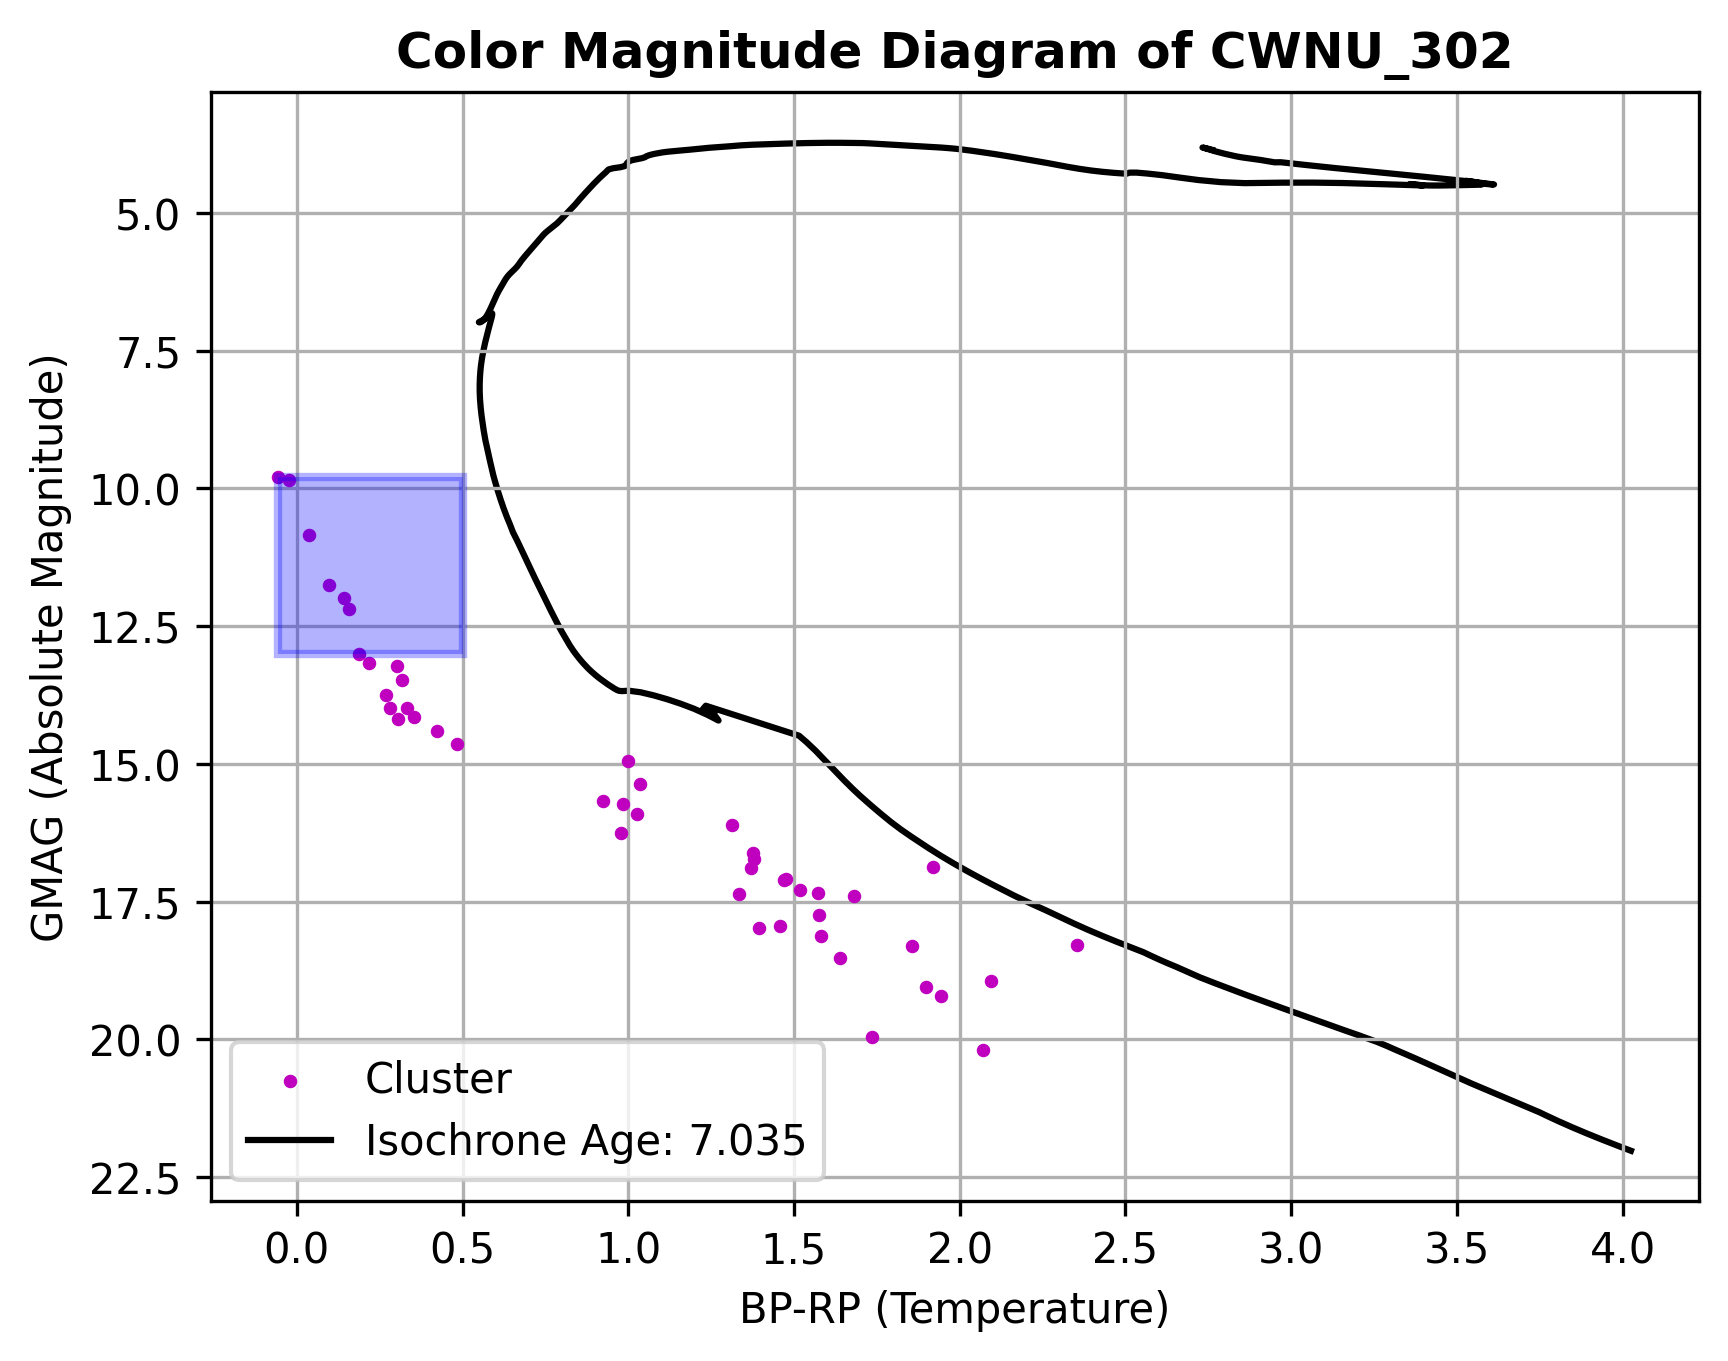 Color Magnitude Diagram of CWNU_302
GMAG (Absolute Magnitude)
5.0
7.5
10.0
12.5
15.0
17.5
20.0
22.5
Cluster
Isochrone Age: 7.035
0.0 0.5 1.0 1.5 2.0 2.5 3.0 3.5 4.0
BP-RP (Temperature)